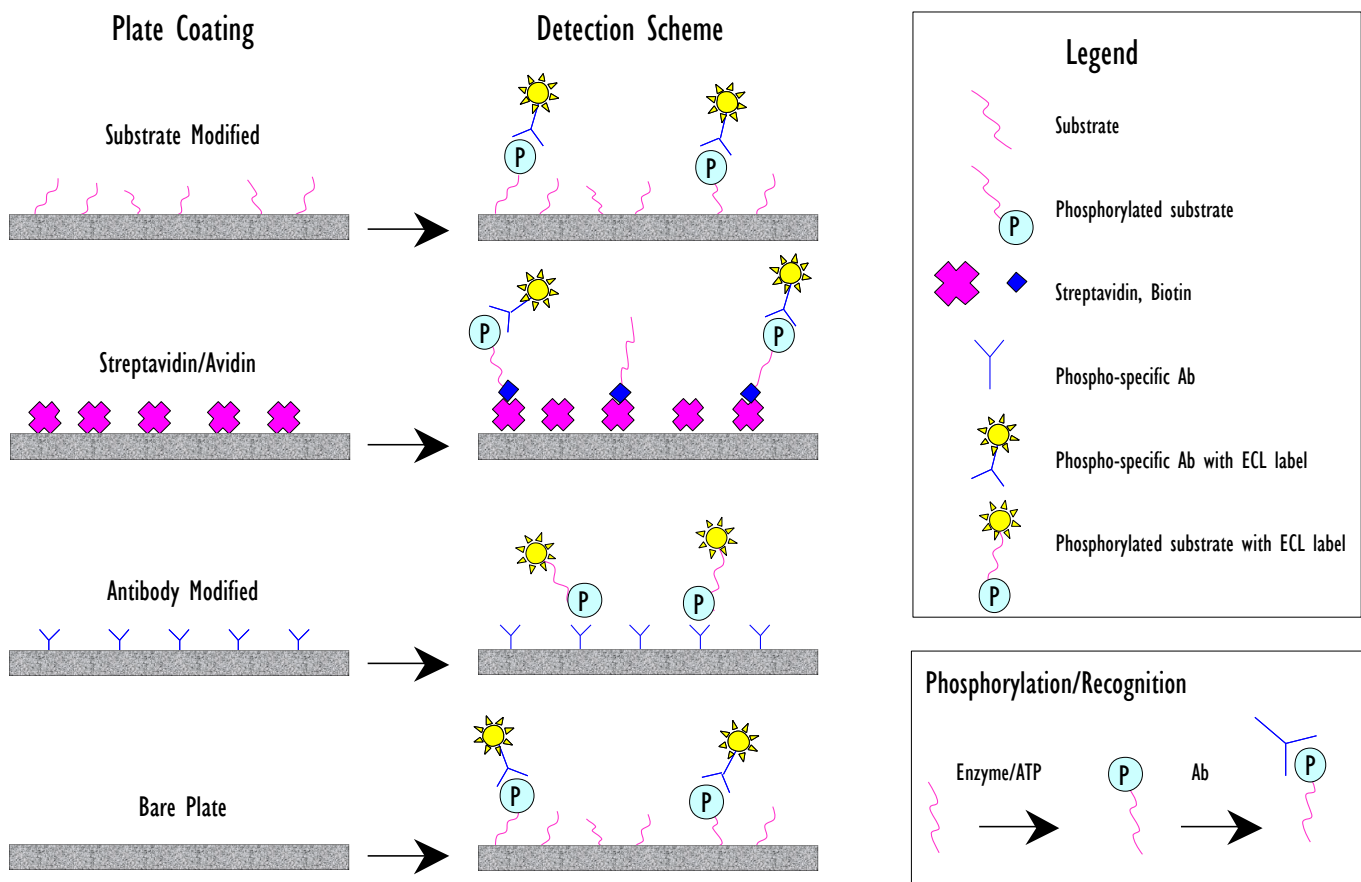 Plate Coating
Detection Scheme
Substrate Modified
P
P
Streptavidin/Avidin
P
P
Antibody Modified
P
P
Bare Plate
P
P
Legend
Substrate
Phosphorylated substrate
P
Streptavidin, Biotin
Phospho-specific Ab
Phospho-specific Ab with ECL label
Phosphorylated substrate with ECL label
P
Phosphorylation/Recognition
Enzyme/ATP
P
Ab
P